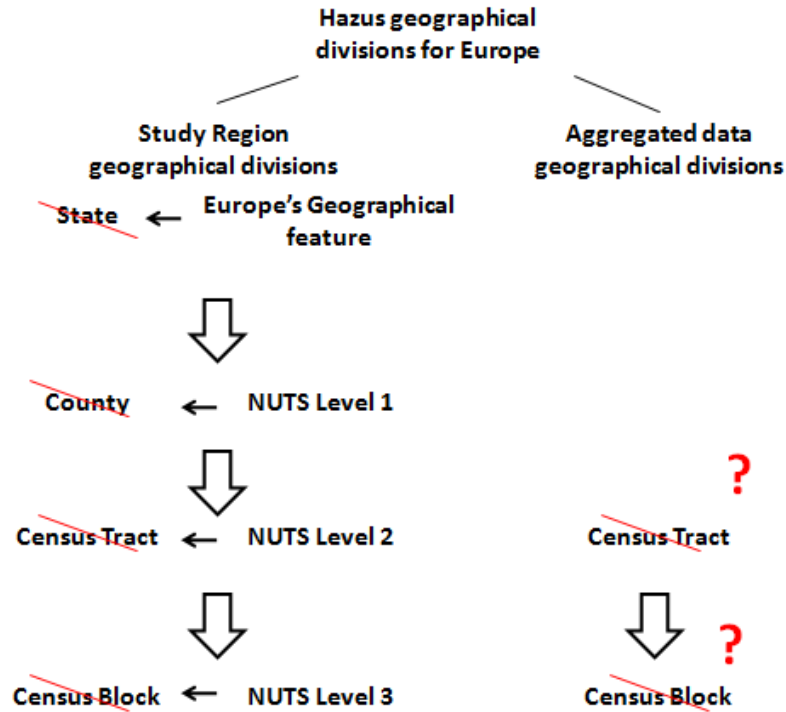 Hazus geographical
divisions for Europe
Study Region
geographical divisions
Aggregated data
geographical divisions
State
Europe's Geographical
feature
County
NUTS Level 1
?
Census Tract
NUTS Level 2
Census Tract
?
Census Block
NUTS Level 3
Census Block